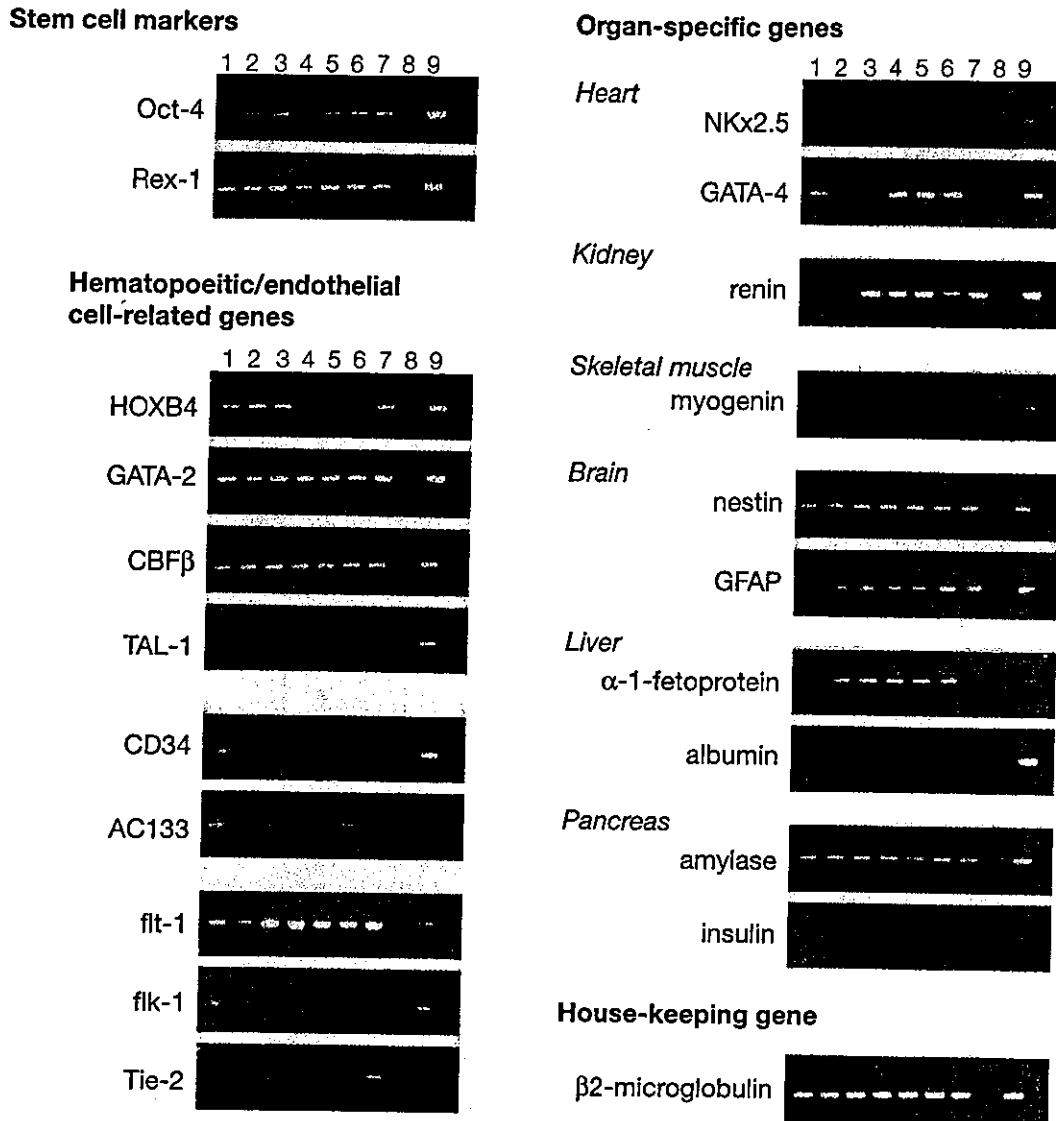 Stem cell markers
1 2 3 4 5 6 7 8 9
Oct-4
Rex-1
Hematopoeitic/endothelial
cell-related genes
1 2 3 4 5 6 7 8 9
HOXB4
GATA-2
CBFβ
TAL-1
CD34
AC133
flt-1
flk-1
Tie-2
Organ-specific genes
1 2 3 4 5 6 7 8 9
Heart
NKx2.5
GATA-4
Kidney
renin
Skeletal muscle
myogenin
Brain
nestin
GFAP
Liver
α-1-fetoprotein
albumin
Pancreas
amylase
insulin
House-keeping gene
β2-microglobulin